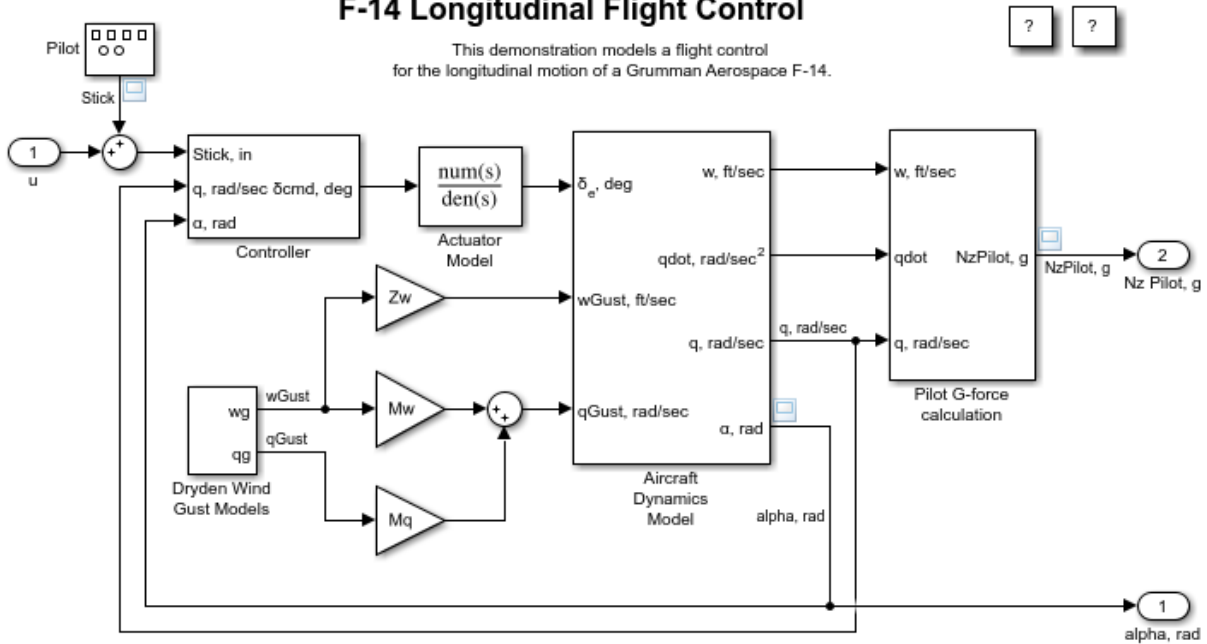 F-14 Longitudinal Flight Control
This demonstration models a flight control
for the longitudinal motion of a Grumman Aerospace F-14.
?
?
Pilot
Stick
1
u
+
+
Stick, in
q, rad/sec δcmd, deg
α, rad
Controller
num(s)
den(s)
Actuator
Model
Zw
Mw
Mq
+
+
wg
qg
wGust
qGust
Dryden Wind
Gust Models
δe, deg
wGust, ft/sec
qGust, rad/sec
w, ft/sec
qdot, rad/sec²
q, rad/sec
α, rad
Aircraft
Dynamics
Model
q, rad/sec
alpha, rad
w, ft/sec
qdot
q, rad/sec
NzPilot, g
Pilot G-force
calculation
NzPilot, g
2
Nz Pilot, g
1
alpha, rad